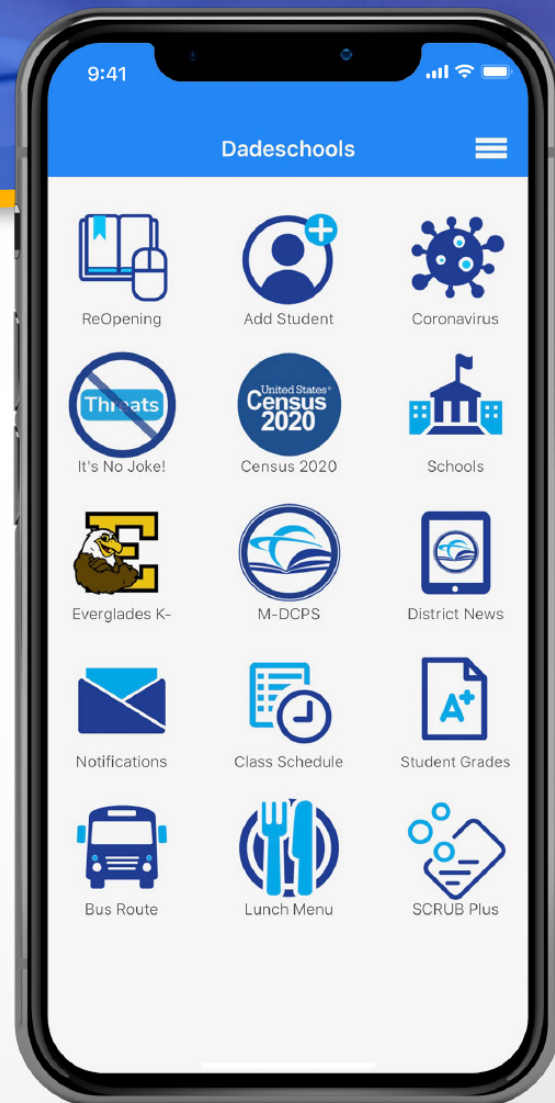 9:41
Dadeschools
ReOpening
Add Student
Coronavirus
Threats
It's No Joke!
United States®
Census
2020
Census 2020
Schools
E
Everglades K-
M-DCPS
District News
A+
Notifications
Class Schedule
Student Grades
Bus Route
Lunch Menu
SCRUB Plus